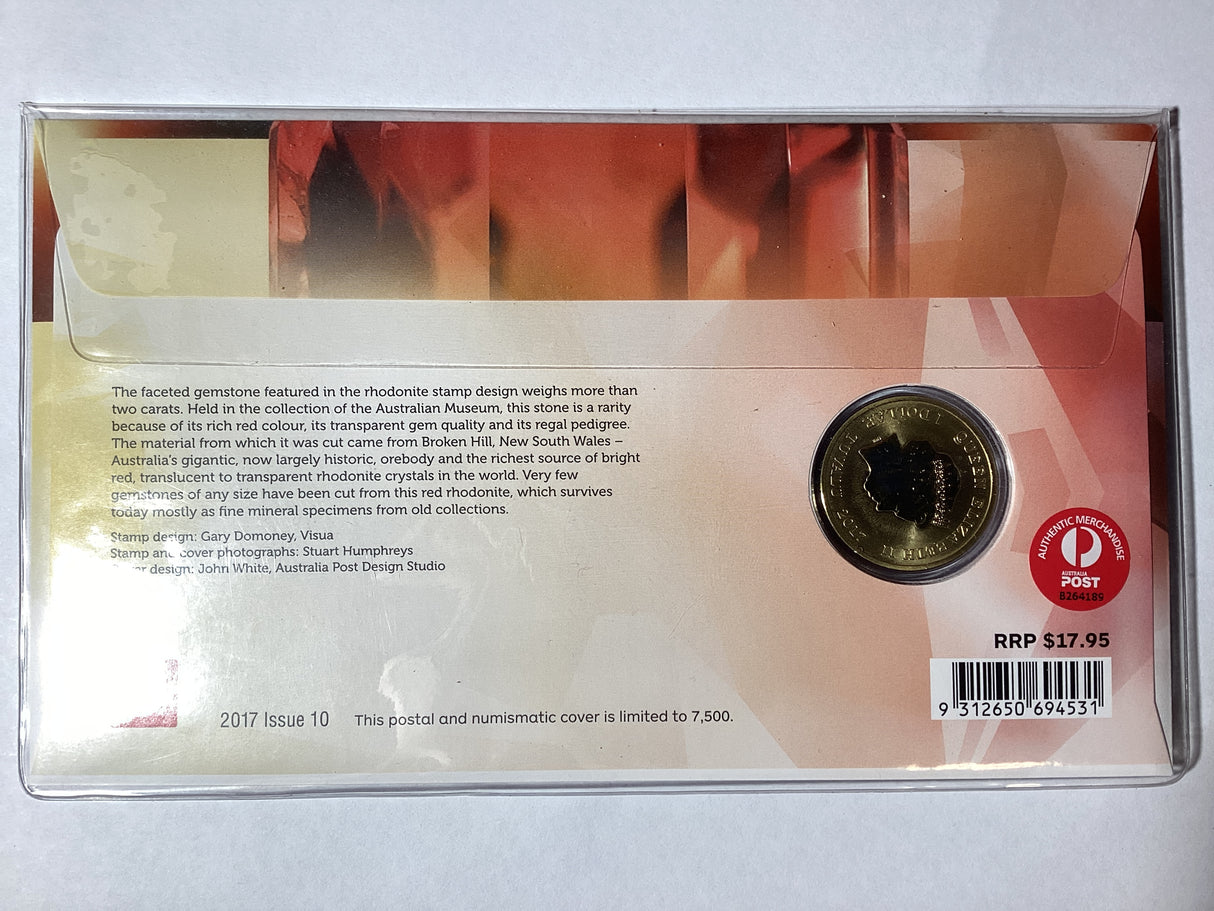 The faceted gemstone featured in the rhodonite stamp design weighs more than
two carats. Held in the collection of the Australian Museum, this stone is a rarity
because of its rich red colour, its transparent gem quality and its regal pedigree.
The material from which it was cut came from Broken Hill, New South Wales –
Australia's gigantic, now largely historic, orebody and the richest source of bright
red, translucent to transparent rhodonite crystals in the world. Very few
gemstones of any size have been cut from this red rhodonite, which survives
today mostly as fine mineral specimens from old collections.
Stamp design: Gary Domoney, Visua
Stamp and cover photographs: Stuart Humphreys
design: John White, Australia Post Design Studio
QUEEN ELIZABETH II 2017 TUVALU 1 DOLLAR
AUTHENTIC MERCHANDISE
AUSTRALIA
POST
B264189
RRP $17.95
9 312650 694531
2017 Issue 10 This postal and numismatic cover is limited to 7,500.